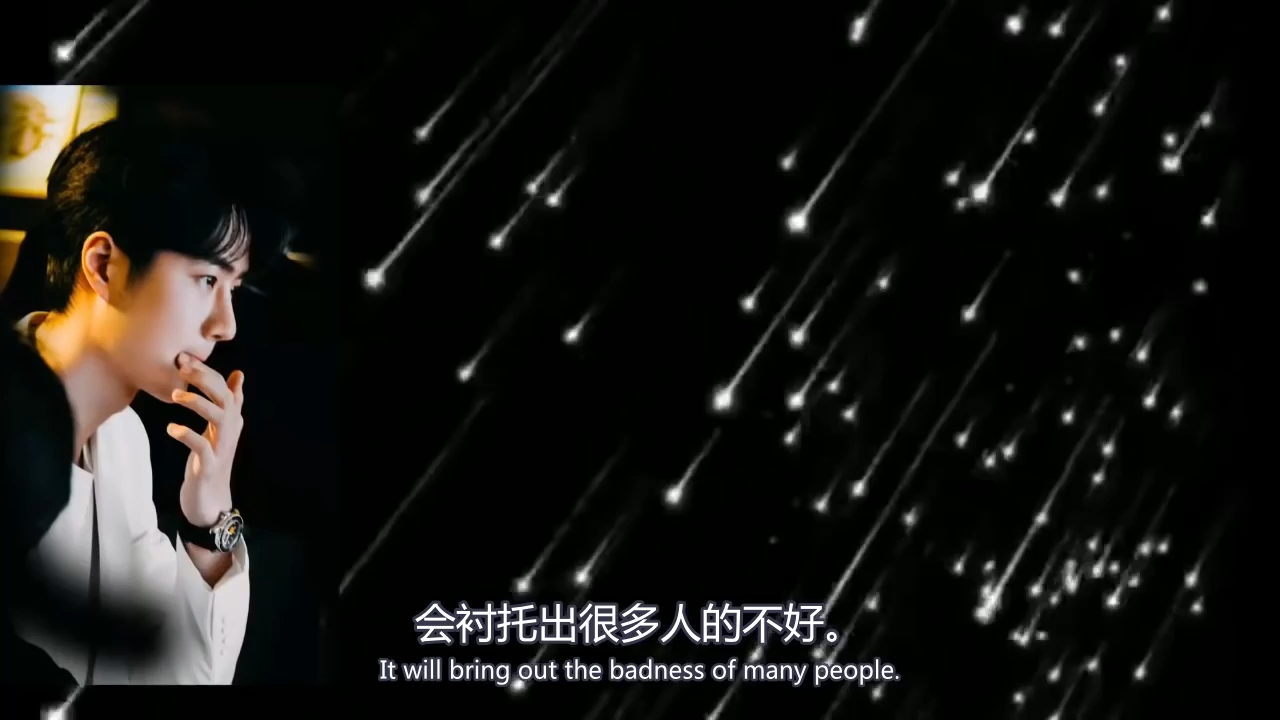 会衬托出很多人的不好。
It will bring out the badness of many people.